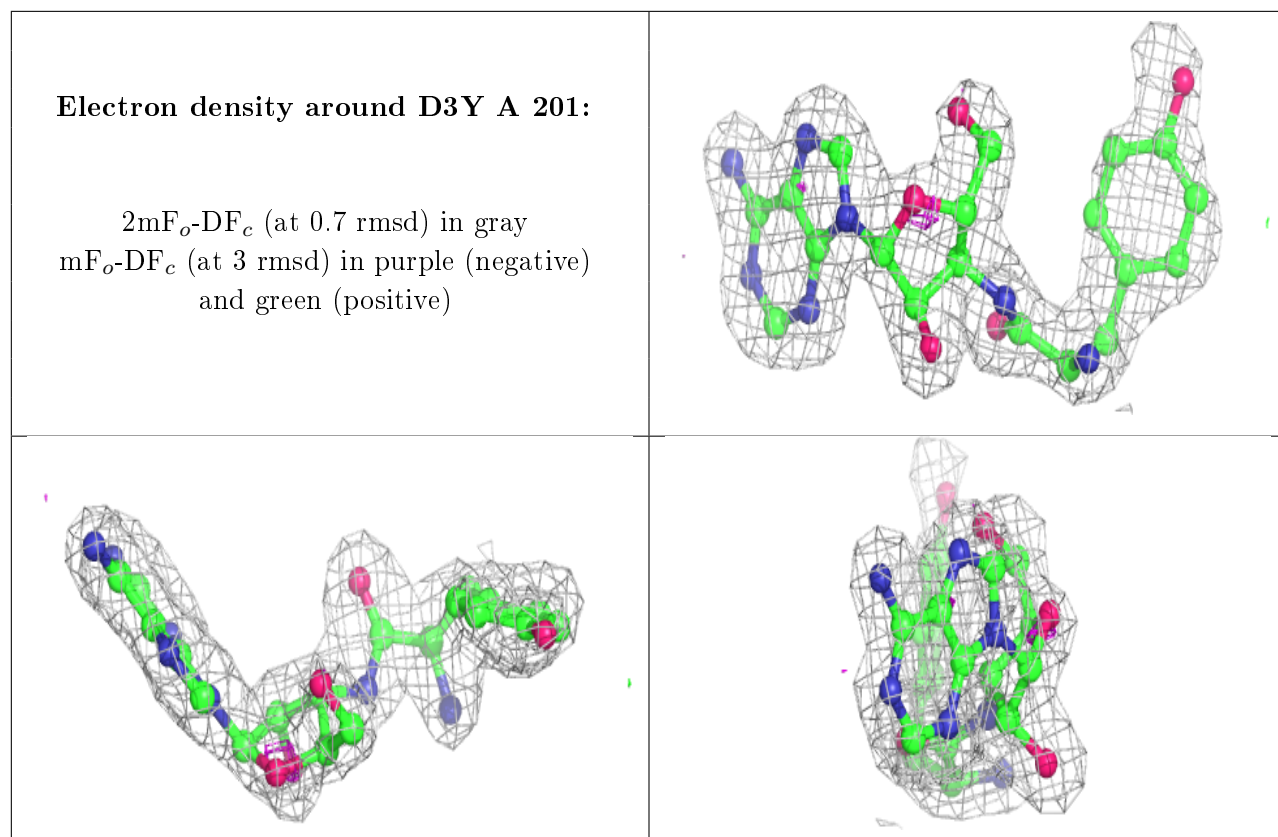 Electron density around D3Y A 201:
2mFo-DFc (at 0.7 rmsd) in gray
mFo-DFc (at 3 rmsd) in purple (negative)
and green (positive)